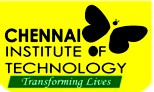 CHENNAI
INSTITUTE OF
TECHNOLOGY
Transforming Lives